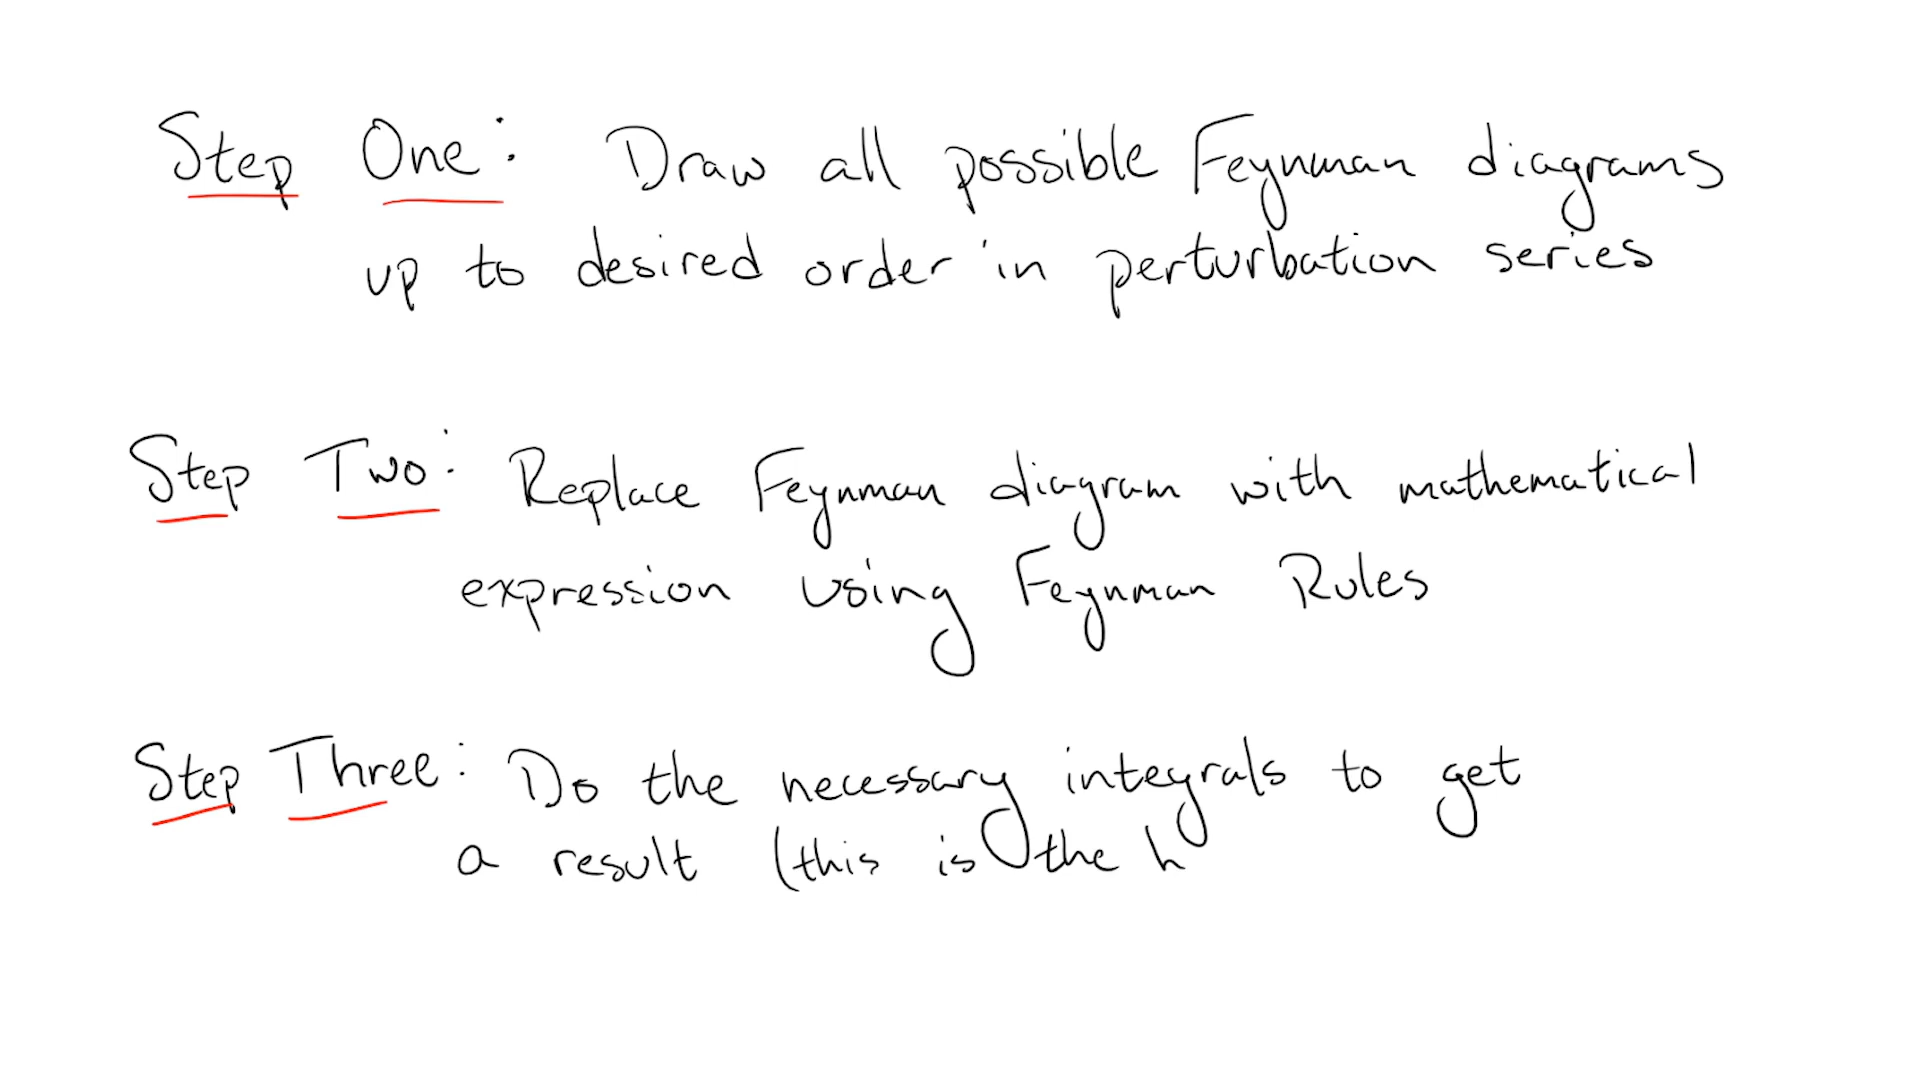 Step One: Draw all possible Feynman diagrams
up to desired order in perturbation series
Step Two: Replace Feynman diagram with mathematical
expression using Feynman Rules
Step Three: Do the necessary integrals to get
a result (this is the h